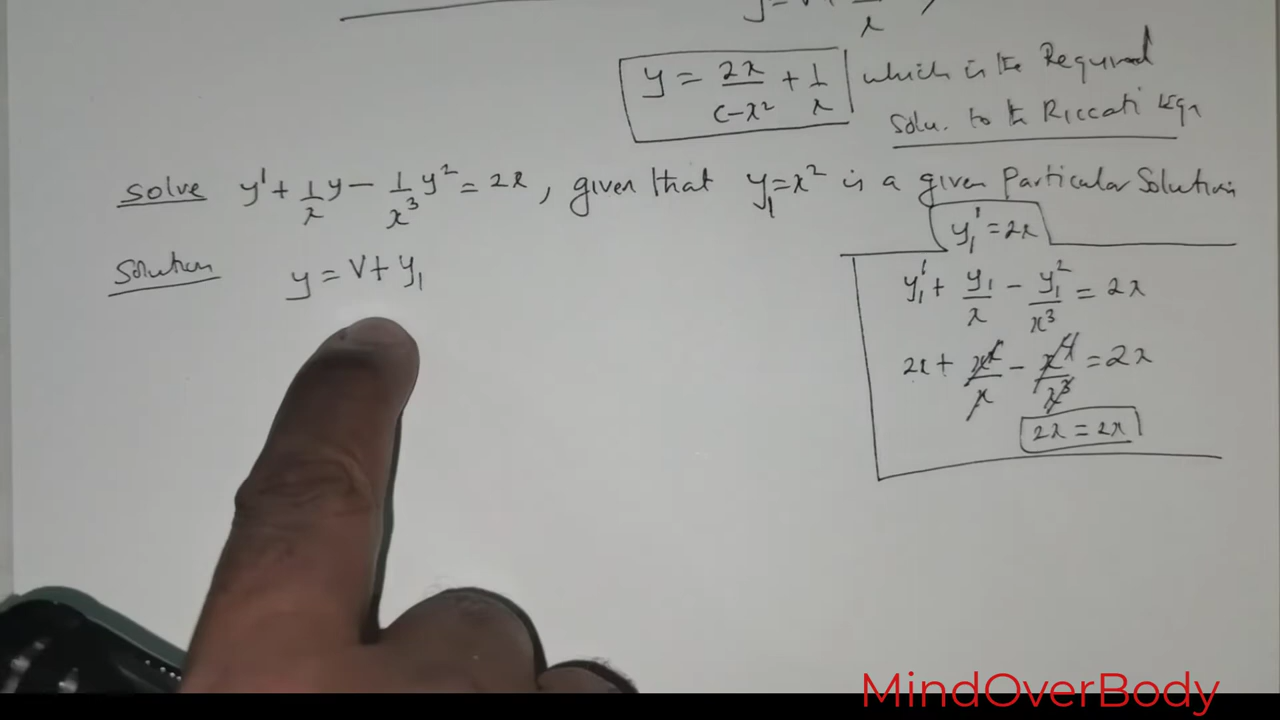 y = 2x/(c-x²) + 1/x which is the Required
Solu. to the Riccati Eqn
Solve y' + 1/x y - 1/x³ y² = 2x, given that y₁ = x² is a given Particular Solution
y₁' = 2x
Solution y = V + y₁
y₁' + y₁/x - y₁²/x³ = 2x
2x + x²/x - x⁴/x³ = 2x
2x = 2x
MindOverBody